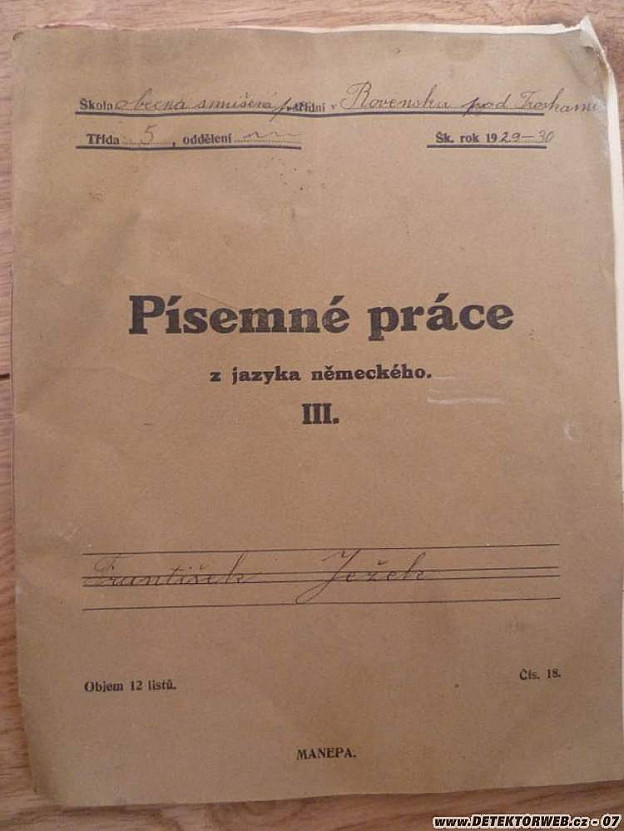 Škola obecná smíšená pětitřídní v Rovensku pod Troskami
Třída 5 , oddělení
Šk. rok 1929-30
Písemné práce
z jazyka německého.
III.
František Ježek
Objem 12 listů.
Čís. 18.
MANEPA.
www.DETEKTORWEB.cz - 07